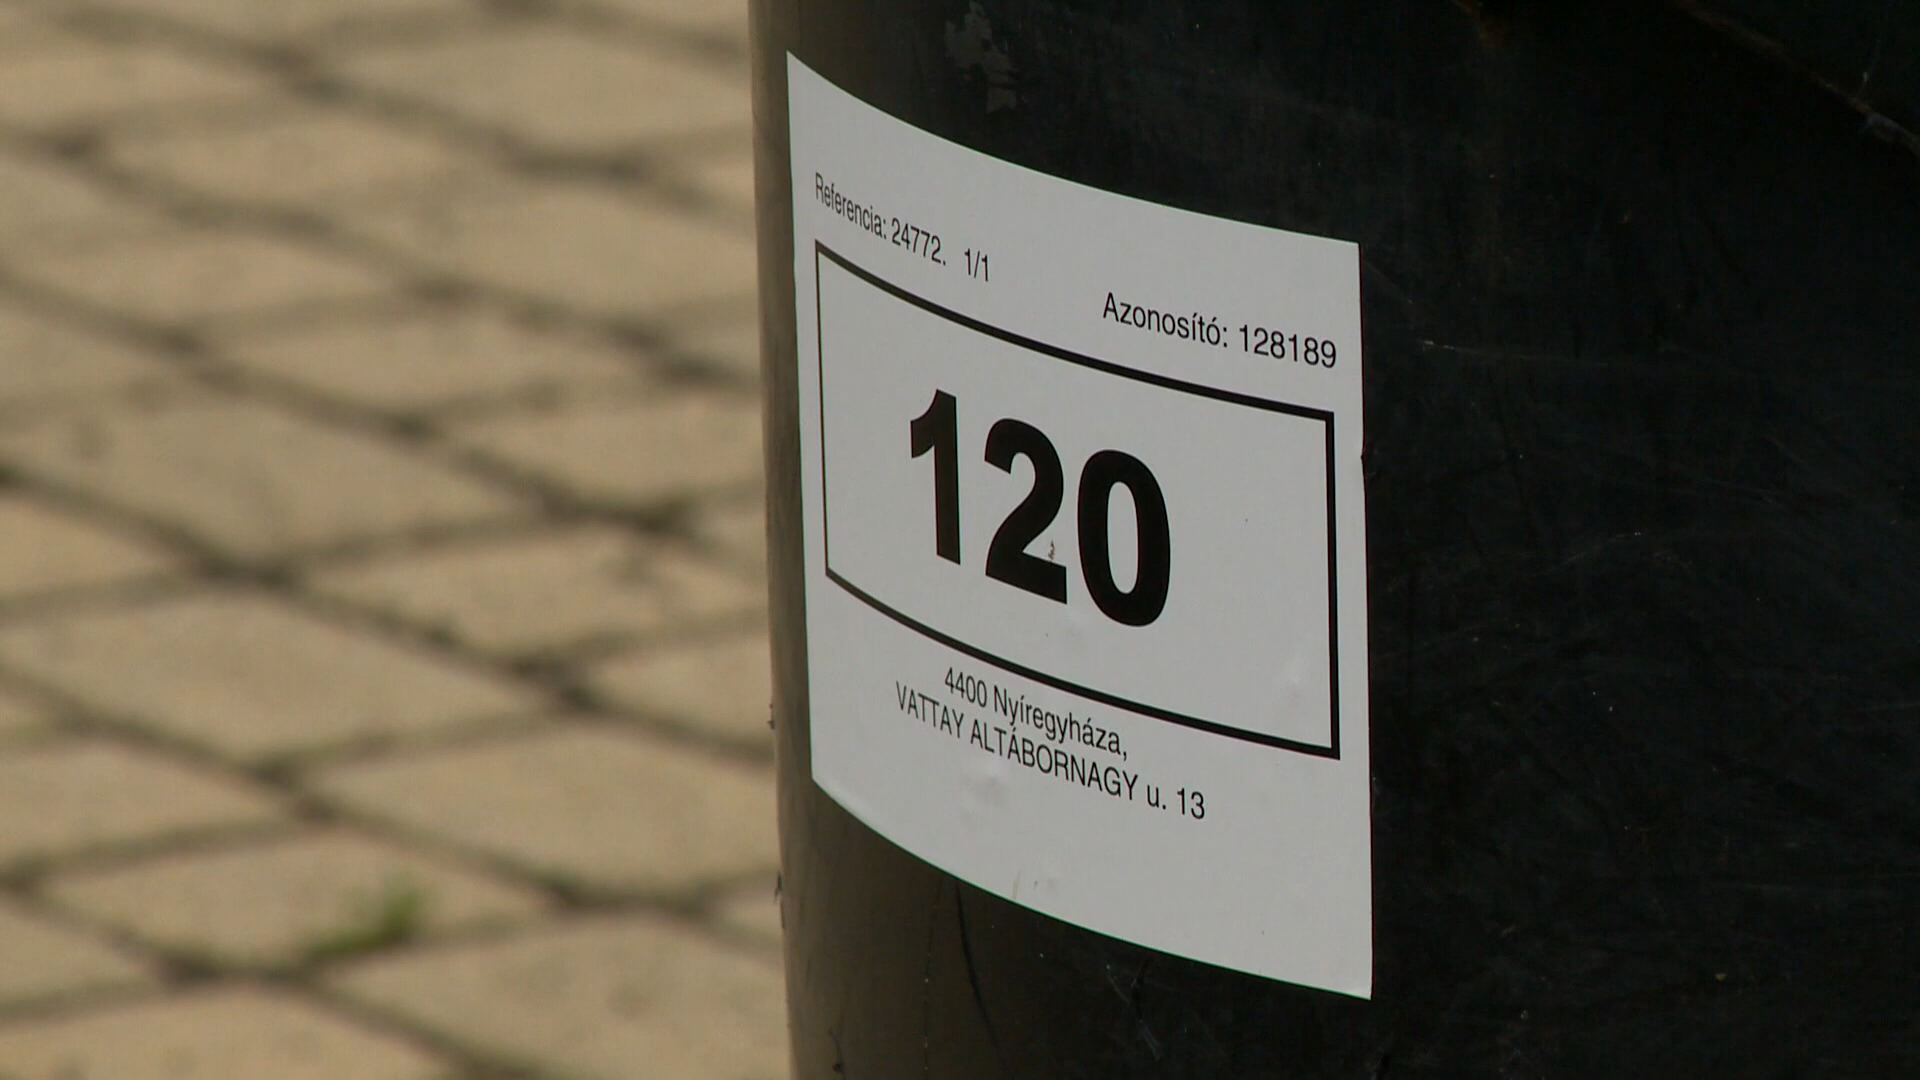 Referencia: 24772. 1/1
Azonosító: 128189
120
4400 Nyíregyháza,
VATTAY ALTÁBORNAGY u. 13